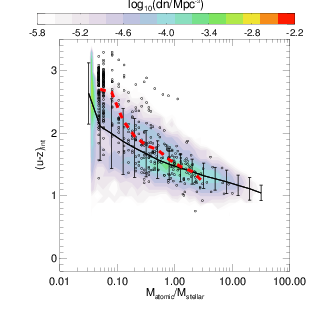 log₁₀(dn/Mpc⁻³)
-5.8 -5.2 -4.6 -4.0 -3.4 -2.8 -2.2
3
2
1
0
(u-z)int
0.01 0.10 1.00 10.00 100.00
Matomic/Mstellar